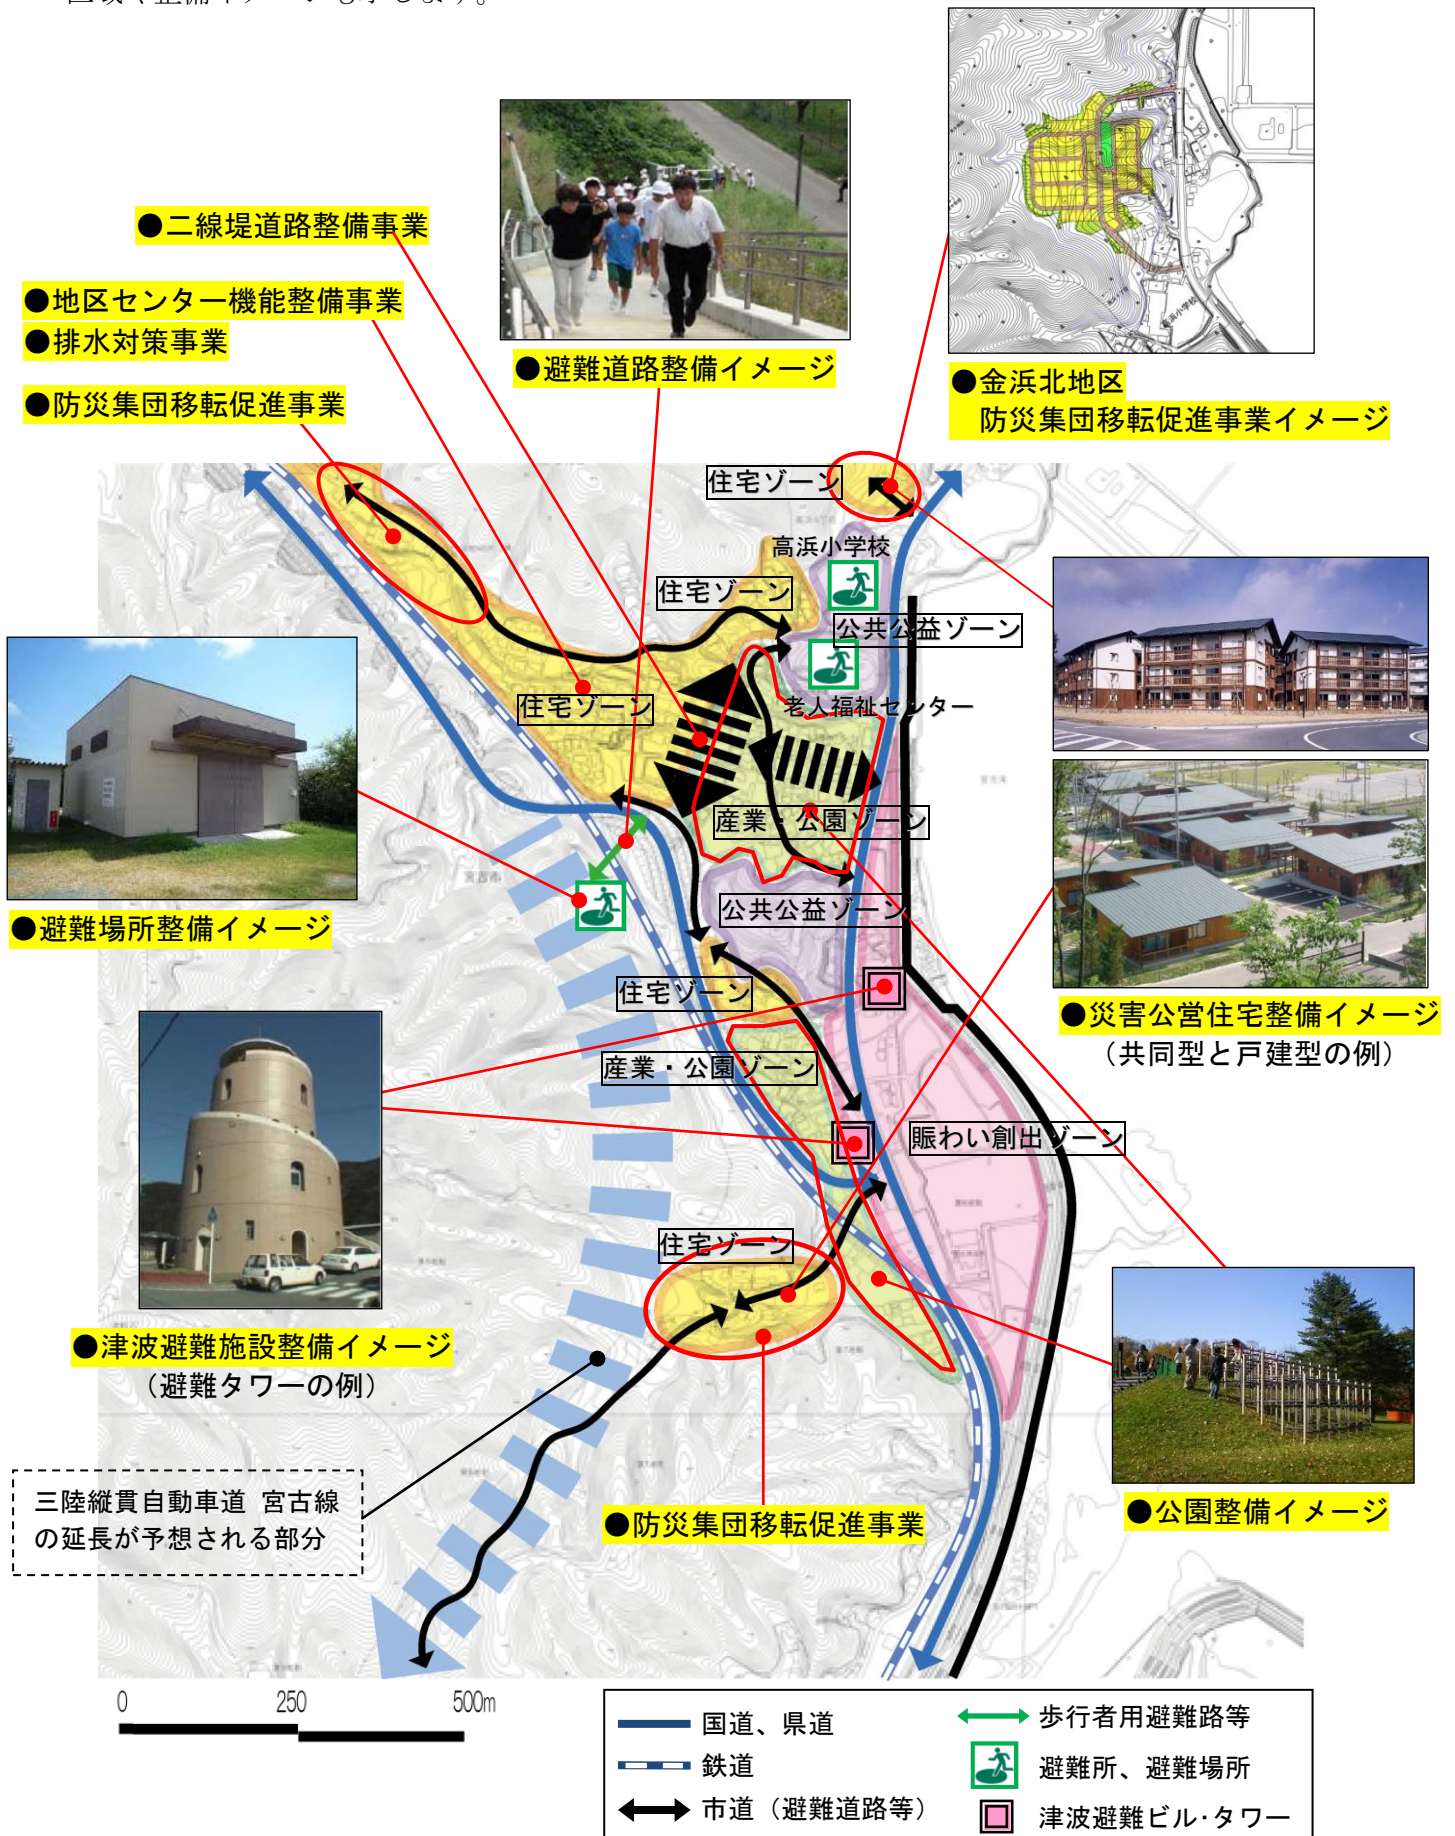 ●二線堤道路整備事業
●地区センター機能整備事業
●排水対策事業
●防災集団移転促進事業
●避難道路整備イメージ
●金浜北地区
防災集団移転促進事業イメージ
住宅ゾーン
高浜小学校
住宅ゾーン
公共公益ゾーン
住宅ゾーン
老人福祉センター
産業・公園ゾーン
宮古市
●避難場所整備イメージ
公共公益ゾーン
住宅ゾーン
●災害公営住宅整備イメージ
（共同型と戸建型の例）
産業・公園ゾーン
賑わい創出ゾーン
住宅ゾーン
●津波避難施設整備イメージ
（避難タワーの例）
三陸縦貫自動車道 宮古線
の延長が予想される部分
●防災集団移転促進事業
●公園整備イメージ
0 250 500m
国道、県道
鉄道
市道（避難道路等）
歩行者用避難路等
避難所、避難場所
津波避難ビル・タワー